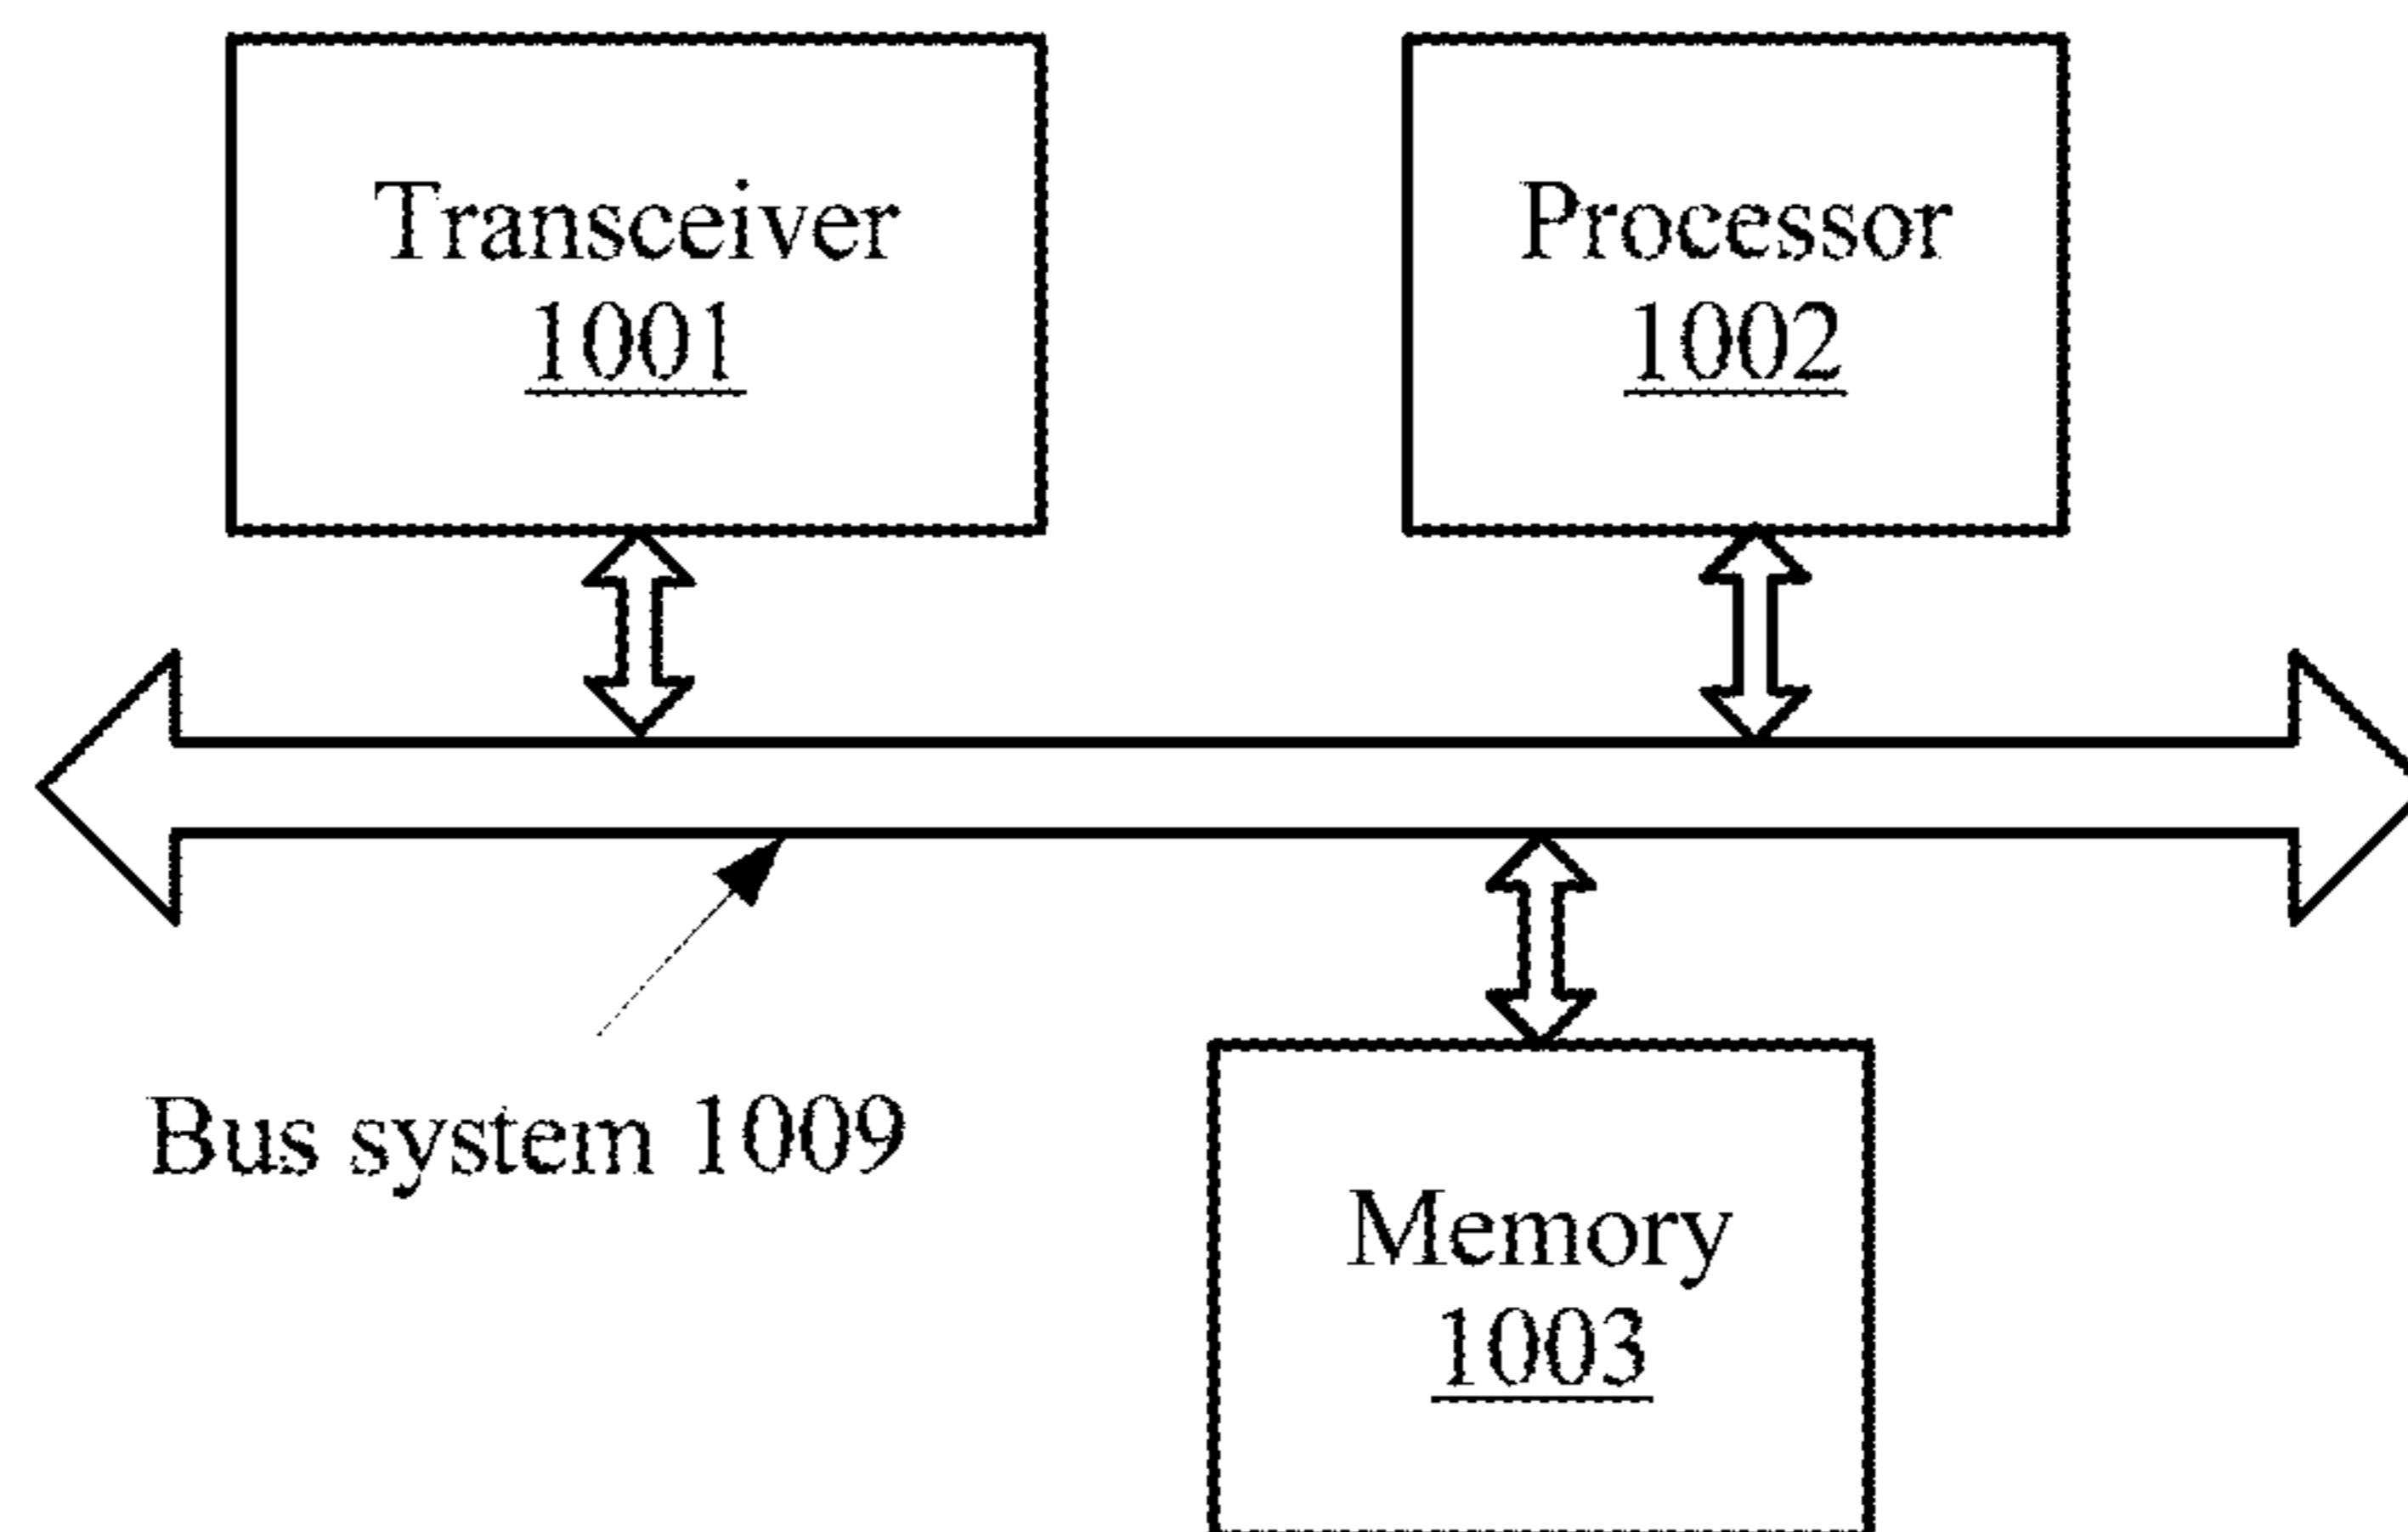 Transceiver
1001
Processor
1002
Bus system 1009
Memory
1003